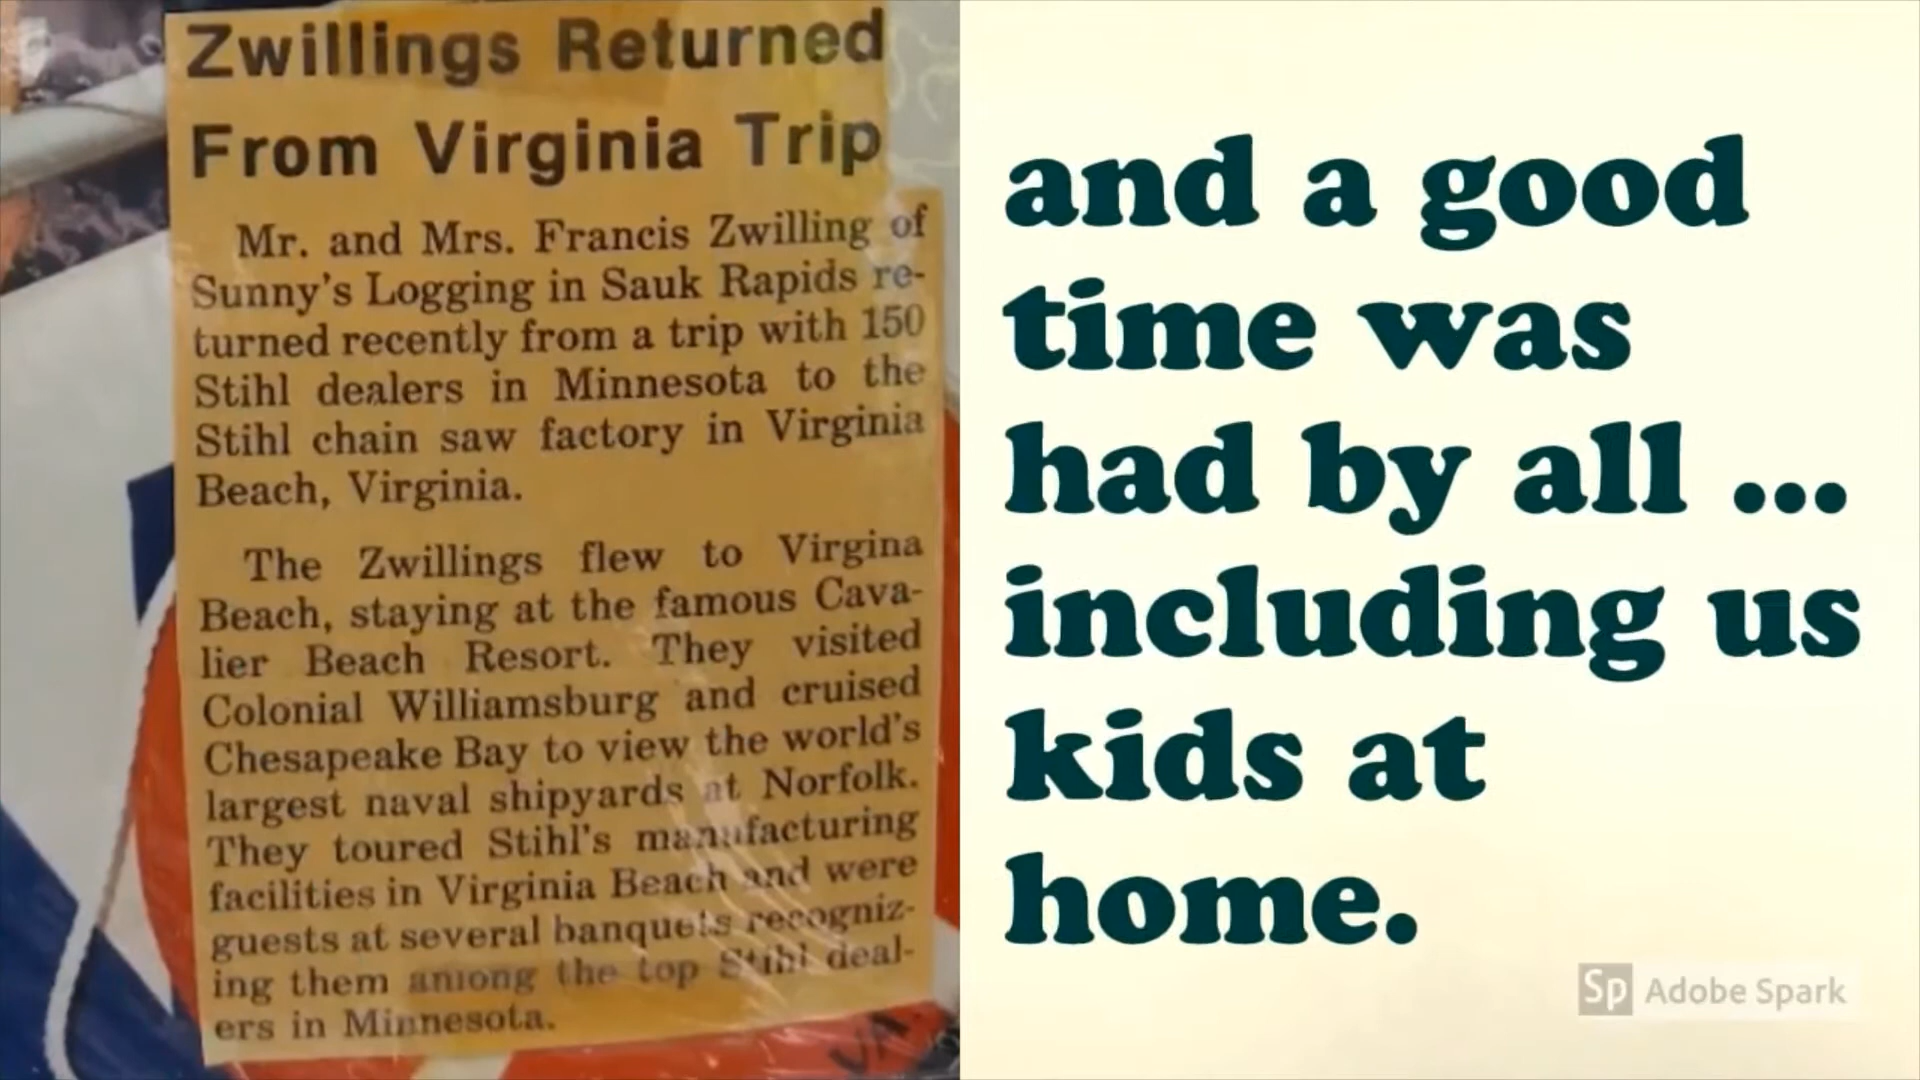 Zwillings Returned
From Virginia Trip
Mr. and Mrs. Francis Zwilling of
Sunny's Logging in Sauk Rapids re-
turned recently from a trip with 150
Stihl dealers in Minnesota to the
Stihl chain saw factory in Virginia
Beach, Virginia.
The Zwillings flew to Virgina
Beach, staying at the famous Cava-
lier Beach Resort. They visited
Colonial Williamsburg and cruised
Chesapeake Bay to view the world's
largest naval shipyards at Norfolk.
They toured Stihl's manufacturing
facilities in Virginia Beach and were
guests at several banquets recogniz-
ing them among the top Stihl deal-
ers in Minnesota.
VA.
and a good
time was
had by all ...
including us
kids at
home.
Sp Adobe Spark